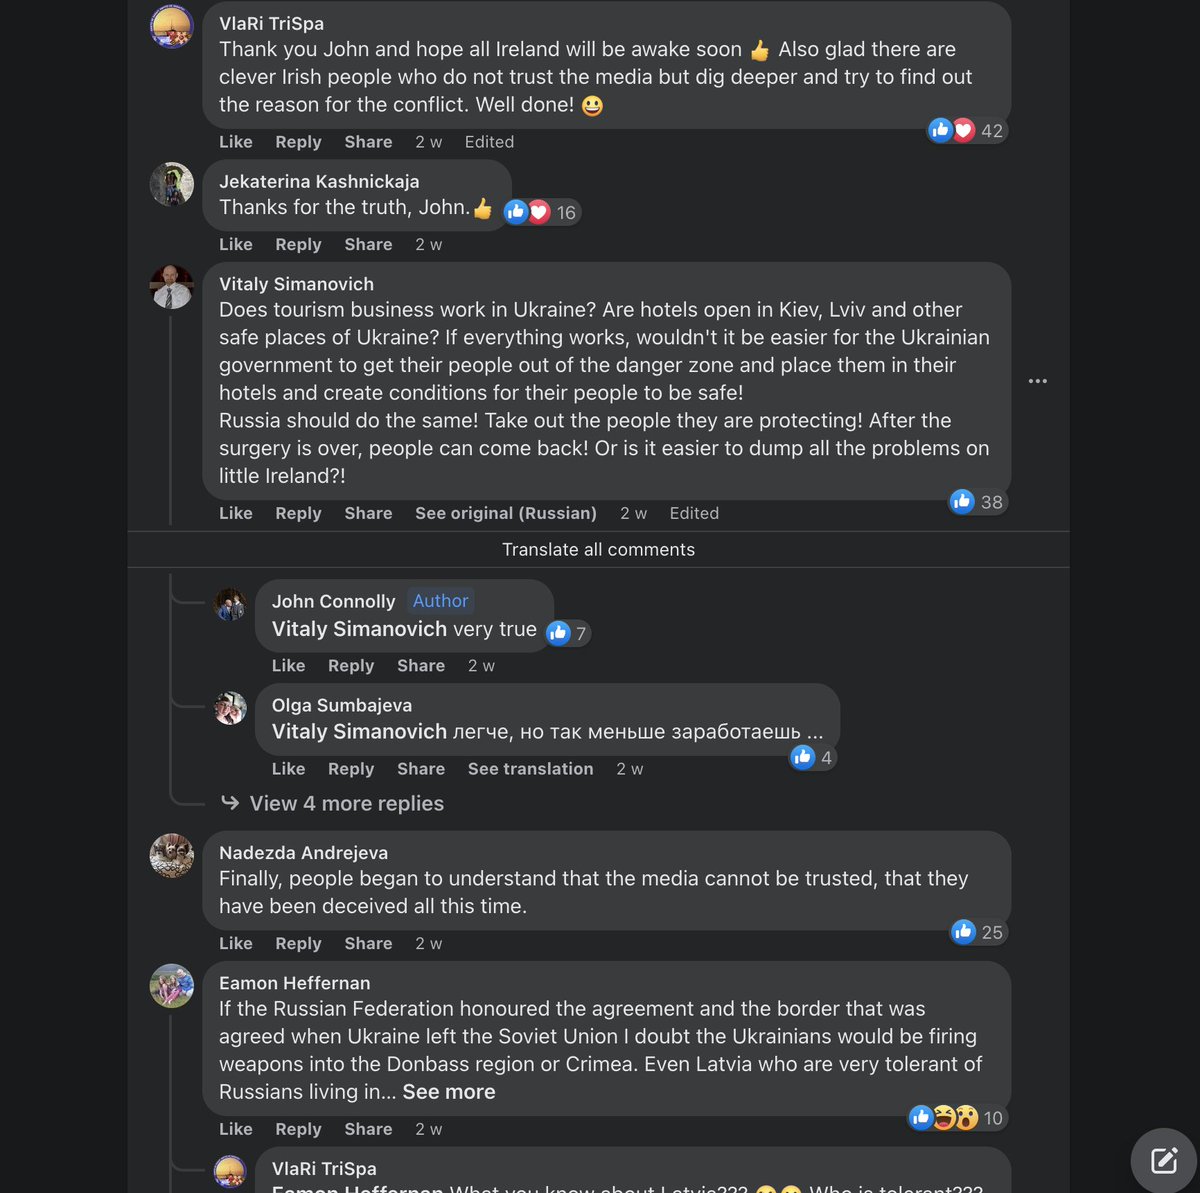 VlaRi TriSpa
Thank you John and hope all Ireland will be awake soon 👍 Also glad there are
clever Irish people who do not trust the media but dig deeper and try to find out
the reason for the conflict. Well done! 😀
42
Like Reply Share 2 w Edited
Jekaterina Kashnickaja
Thanks for the truth, John.👍 16
Like Reply Share 2 w
Vitaly Simanovich
Does tourism business work in Ukraine? Are hotels open in Kiev, Lviv and other
safe places of Ukraine? If everything works, wouldn't it be easier for the Ukrainian
government to get their people out of the danger zone and place them in their
hotels and create conditions for their people to be safe!
Russia should do the same! Take out the people they are protecting! After the
surgery is over, people can come back! Or is it easier to dump all the problems on
little Ireland?!
38
Like Reply Share See original (Russian) 2 w Edited
Translate all comments
John Connolly Author
Vitaly Simanovich very true 7
Like Reply Share 2 w
Olga Sumbajeva
Vitaly Simanovich легче, но так меньше заработаешь ...
4
Like Reply Share See translation 2 w
View 4 more replies
Nadezda Andrejeva
Finally, people began to understand that the media cannot be trusted, that they
have been deceived all this time.
25
Like Reply Share 2 w
Eamon Heffernan
If the Russian Federation honoured the agreement and the border that was
agreed when Ukraine left the Soviet Union I doubt the Ukrainians would be firing
weapons into the Donbass region or Crimea. Even Latvia who are very tolerant of
Russians living in... See more
10
Like Reply Share 2 w
VlaRi TriSpa
Eamon Heffernan What you know about Latvia??? Who is tolerant???